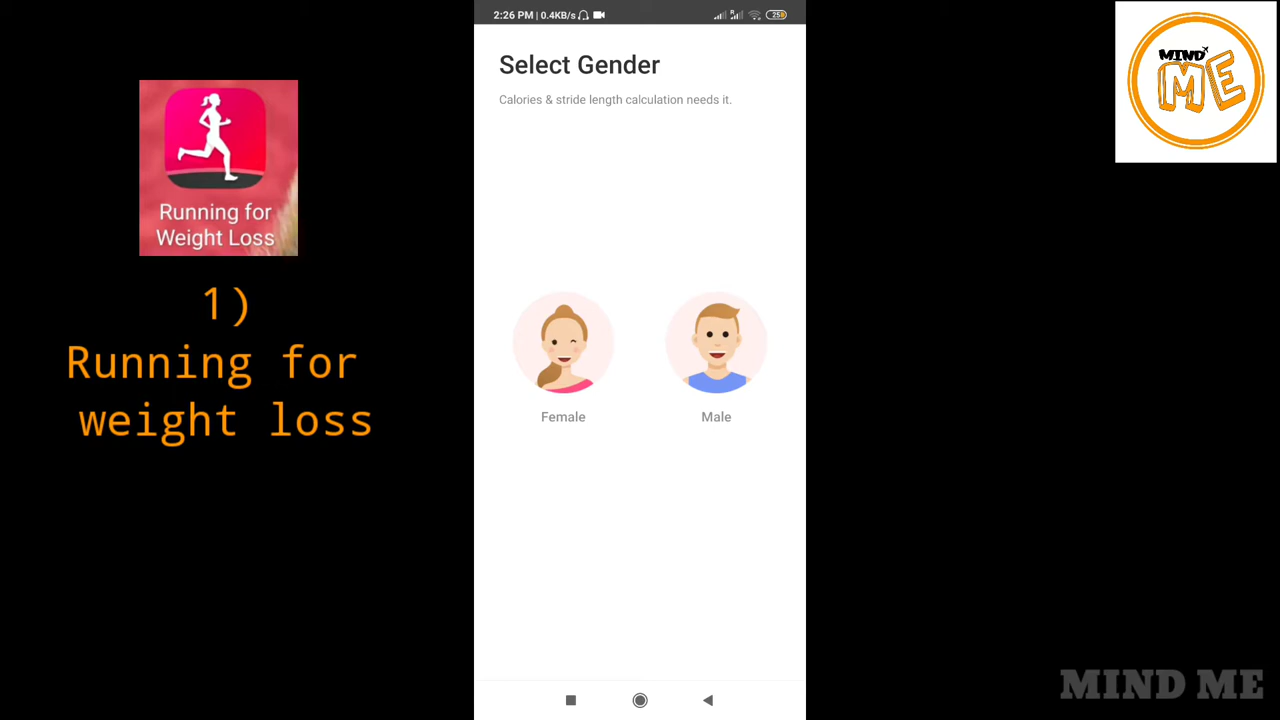 2:26 PM | 0.4KB/s
25
Select Gender
Calories & stride length calculation needs it.
MIND
ME
Running for
Weight Loss
1)
Running for
weight loss
Female
Male
MIND ME